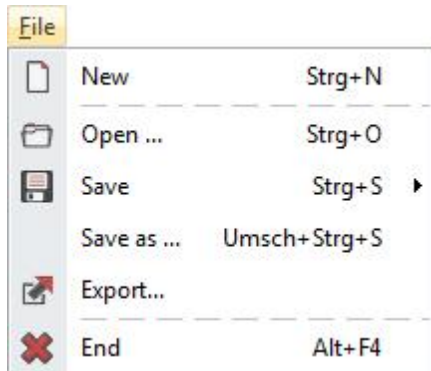 File
New Strg+N
Open ... Strg+O
Save Strg+S
Save as ... Umsch+Strg+S
Export...
End Alt+F4